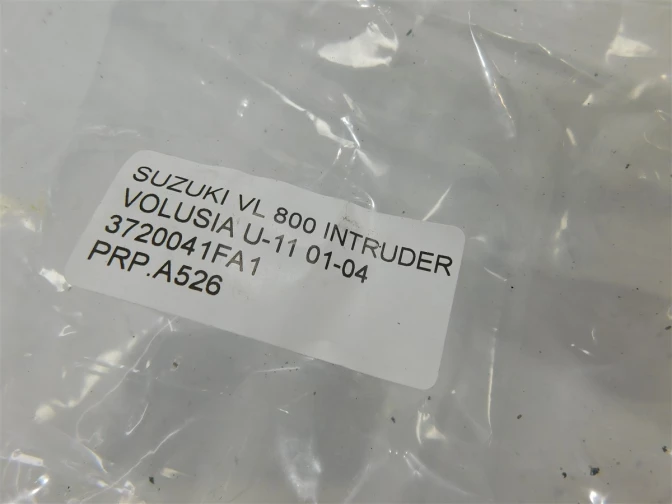 SUZUKI VL 800 INTRUDER
VOLUSIA U-11 01-04
3720041FA1
PRP.A526